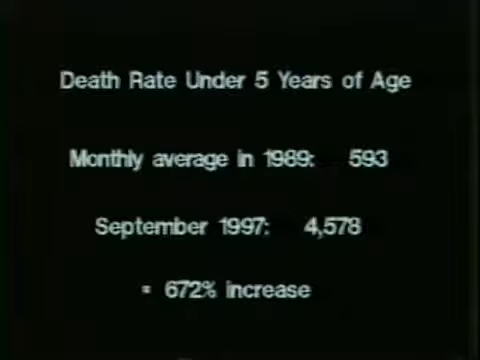 Death Rate Under 5 Years of Age
Monthly average in 1989: 593
September 1997: 4,578
= 672% increase